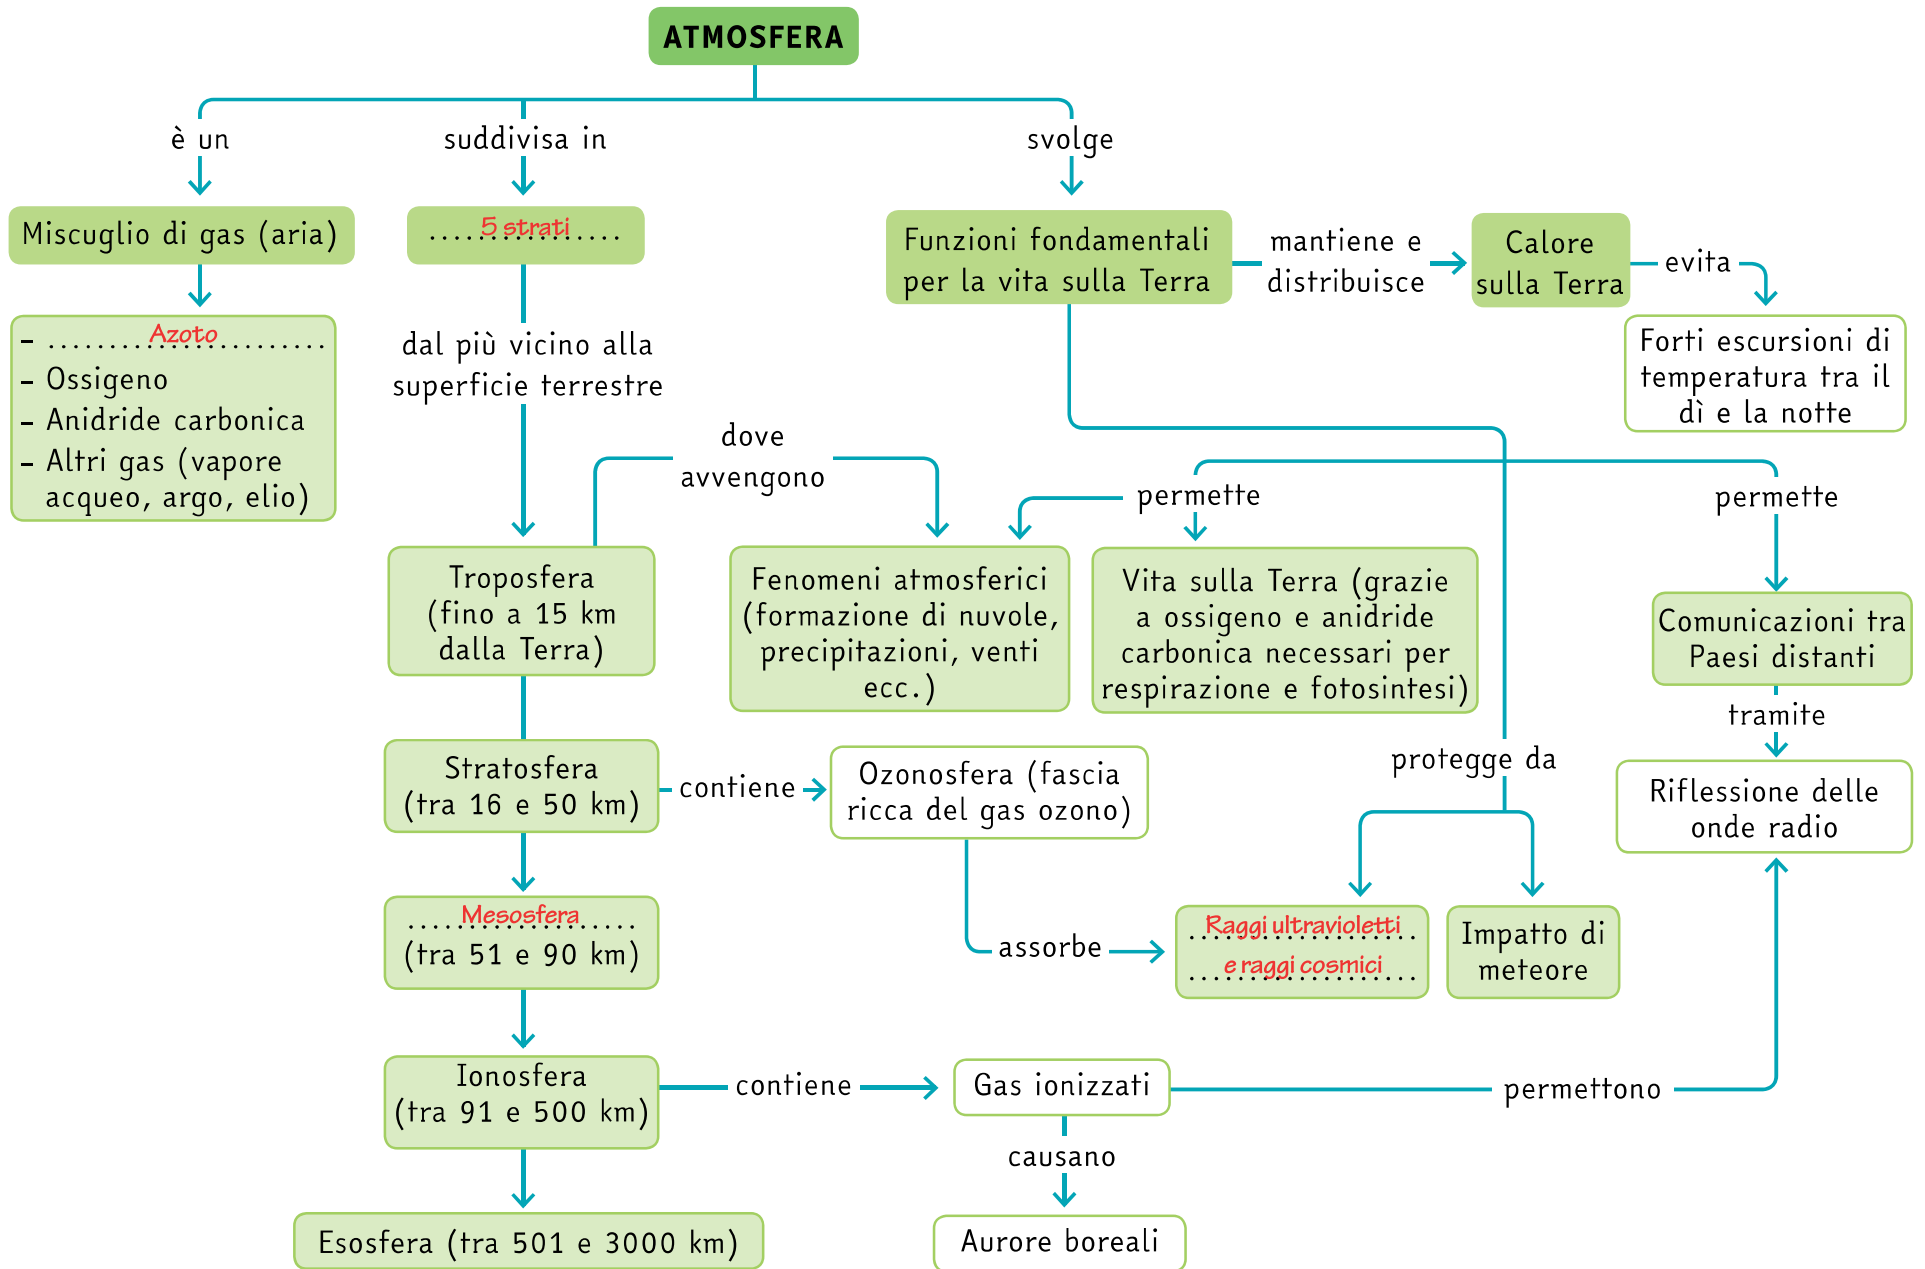 ATMOSFERA
è un
suddivisa in
svolge
Miscuglio di gas (aria)
5 strati
Funzioni fondamentali
per la vita sulla Terra
mantiene e
distribuisce
Calore
sulla Terra
evita
Forti escursioni di
temperatura tra il
dì e la notte
– Azoto
– Ossigeno
– Anidride carbonica
– Altri gas (vapore
acqueo, argo, elio)
dal più vicino alla
superficie terrestre
dove
avvengono
permette
permette
Troposfera
(fino a 15 km
dalla Terra)
Fenomeni atmosferici
(formazione di nuvole,
precipitazioni, venti
ecc.)
Vita sulla Terra (grazie
a ossigeno e anidride
carbonica necessari per
respirazione e fotosintesi)
Comunicazioni tra
Paesi distanti
tramite
Riflessione delle
onde radio
Stratosfera
(tra 16 e 50 km)
contiene
Ozonosfera (fascia
ricca del gas ozono)
protegge da
Mesosfera
(tra 51 e 90 km)
assorbe
Raggi ultravioletti
e raggi cosmici
Impatto di
meteore
Ionosfera
(tra 91 e 500 km)
contiene
Gas ionizzati
permettono
causano
Esosfera (tra 501 e 3000 km)
Aurore boreali